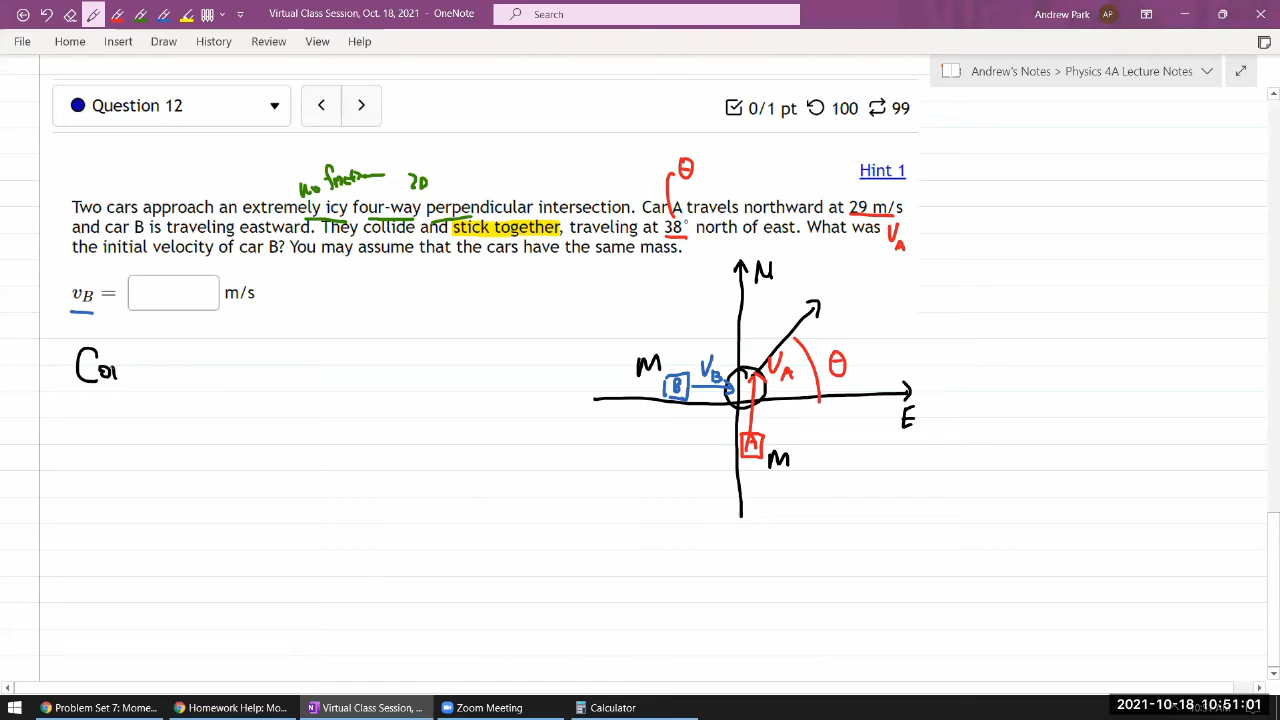 Virtual Class Session, Oct. 18, 2021 - OneNote
Search
Andrew Park
AP
File Home Insert Draw History Review View Help
Andrew's Notes > Physics 4A Lecture Notes
Question 12
0/1 pt 100 99
no friction 2D
θ
Hint 1
Two cars approach an extremely icy four-way perpendicular intersection. Car A travels northward at 29 m/s
and car B is traveling eastward. They collide and stick together, traveling at 38° north of east. What was
the initial velocity of car B? You may assume that the cars have the same mass.
VA
vB = m/s
N
M
VB
VA
θ
B
E
A
M
Problem Set 7: Mome...
Homework Help: Mo...
Virtual Class Session, ...
Zoom Meeting
Calculator
2021-10-18 10:51:01